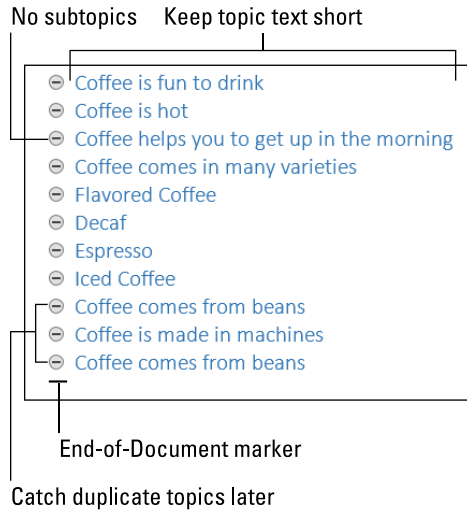 No subtopics Keep topic text short
Coffee is fun to drink
Coffee is hot
Coffee helps you to get up in the morning
Coffee comes in many varieties
Flavored Coffee
Decaf
Espresso
Iced Coffee
Coffee comes from beans
Coffee is made in machines
Coffee comes from beans
End-of-Document marker
Catch duplicate topics later